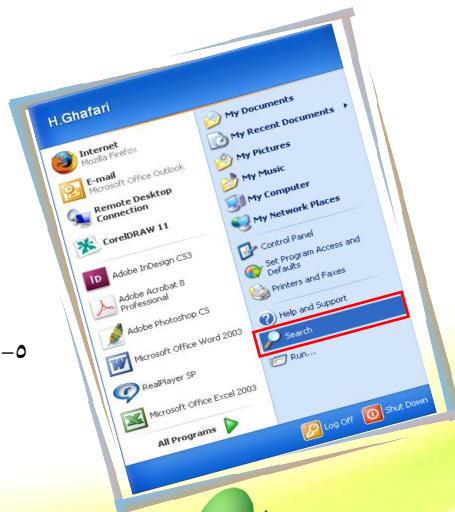 H.Ghafari
Internet
Mozilla Firefox
E-mail
Microsoft Office Outlook
Remote Desktop
Connection
CorelDRAW 11
Adobe InDesign CS3
Adobe Acrobat 8
Professional
Adobe Photoshop CS
Microsoft Office Word 2003
RealPlayer SP
Microsoft Office Excel 2003
All Programs
My Documents
My Recent Documents
My Pictures
My Music
My Computer
My Network Places
Control Panel
Set Program Access and
Defaults
Printers and Faxes
Help and Support
Search
Run...
Log Off
Shut Down
۵–